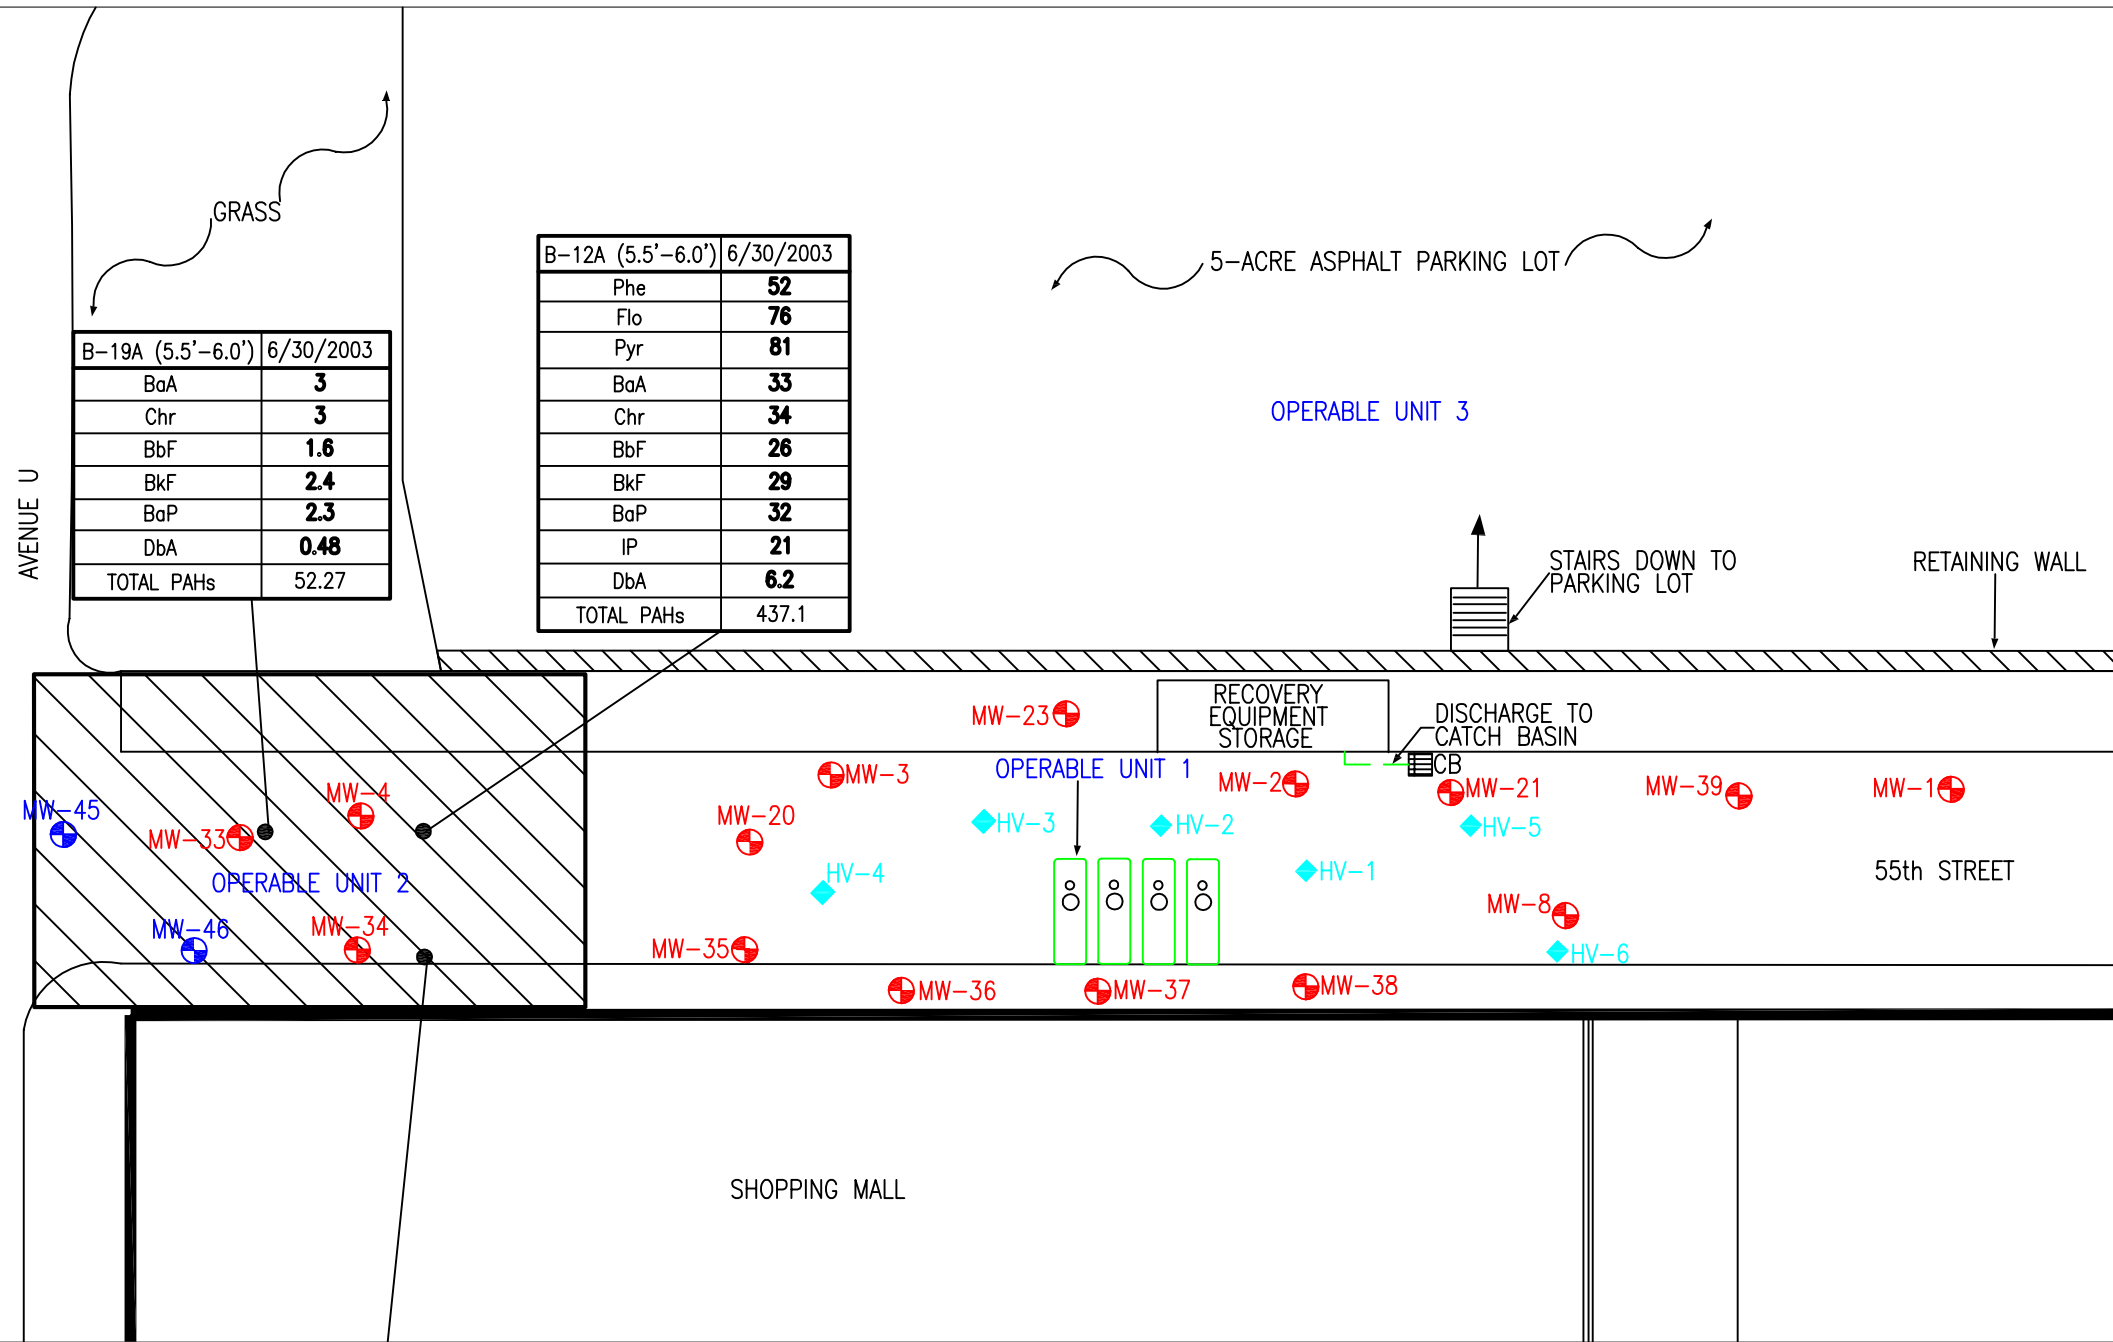 GRASS
5-ACRE ASPHALT PARKING LOT
B-12A (5.5'-6.0') 6/30/2003
Phe 52
Flo 76
Pyr 81
BaA 33
Chr 34
BbF 26
BkF 29
BaP 32
IP 21
DbA 6.2
TOTAL PAHs 437.1
B-19A (5.5'-6.0') 6/30/2003
BaA 3
Chr 3
BbF 1.6
BkF 2.4
BaP 2.3
DbA 0.48
TOTAL PAHs 52.27
OPERABLE UNIT 3
AVENUE U
STAIRS DOWN TO
PARKING LOT
RETAINING WALL
RECOVERY
EQUIPMENT
STORAGE
DISCHARGE TO
CATCH BASIN
CB
MW-23
OPERABLE UNIT 1
MW-3
MW-2
MW-21
MW-39
MW-1
MW-45
MW-4
MW-33
MW-20
HV-3
HV-2
HV-5
HV-4
HV-1
55th STREET
OPERABLE UNIT 2
MW-8
MW-46
MW-34
MW-35
HV-6
MW-36
MW-37
MW-38
SHOPPING MALL